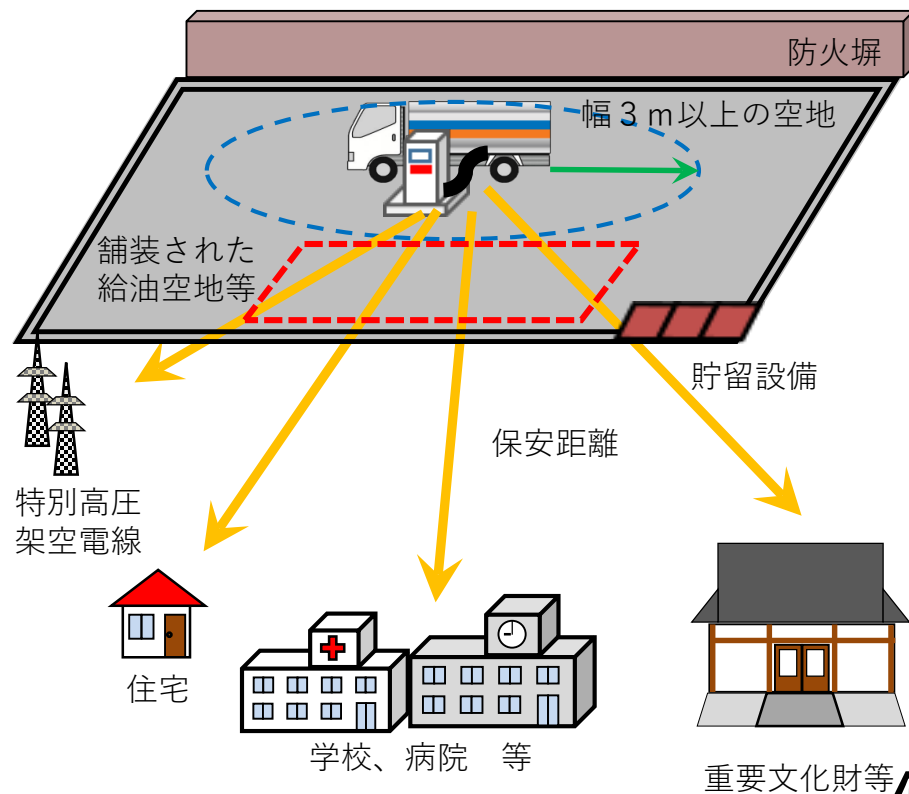 防火塀
幅３ｍ以上の空地
舗装された
給油空地等
貯留設備
保安距離
特別高圧
架空電線
住宅
学校、病院　等
重要文化財等